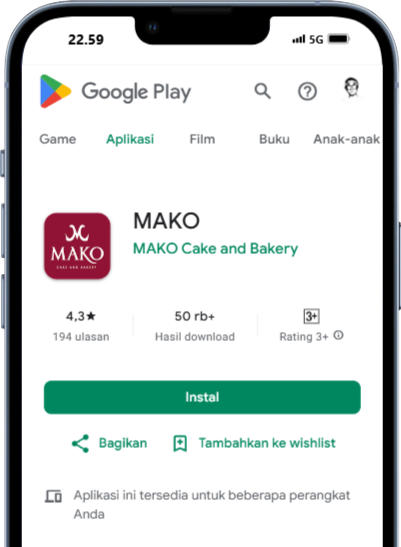 22.59
5G
Google Play
Game Aplikasi Film Buku Anak-anak
MAKO
MAKO Cake and Bakery
MAKO
CAKE AND BAKERY
4,3★ 50 rb+ 3+
194 ulasan Hasil download Rating 3+
Instal
Bagikan Tambahkan ke wishlist
Aplikasi ini tersedia untuk beberapa perangkat
Anda